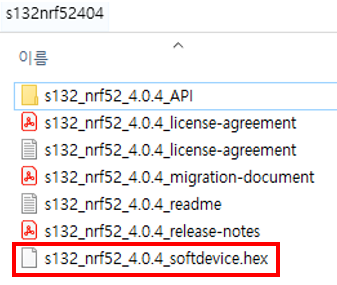 s132nrf52404
이름
s132_nrf52_4.0.4_API
s132_nrf52_4.0.4_license-agreement
s132_nrf52_4.0.4_license-agreement
s132_nrf52_4.0.4_migration-document
s132_nrf52_4.0.4_readme
s132_nrf52_4.0.4_release-notes
s132_nrf52_4.0.4_softdevice.hex